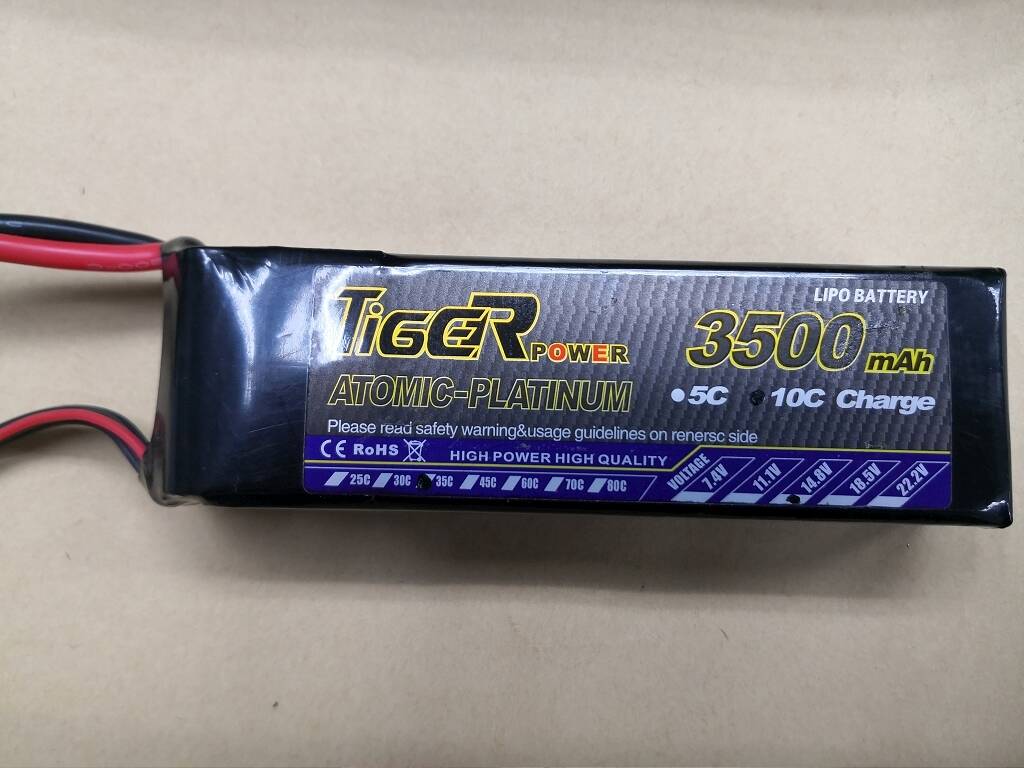 LIPO BATTERY
TiGER POWER
3500 mAh
ATOMIC-PLATINUM
5C 10C Charge
Please read safety warning&usage guidelines on renersc side
CE RoHS
HIGH POWER HIGH QUALITY
25C 30C 35C 45C 60C 70C 80C
VOLTAGE 7.4V 11.1V 14.8V 18.5V 22.2V